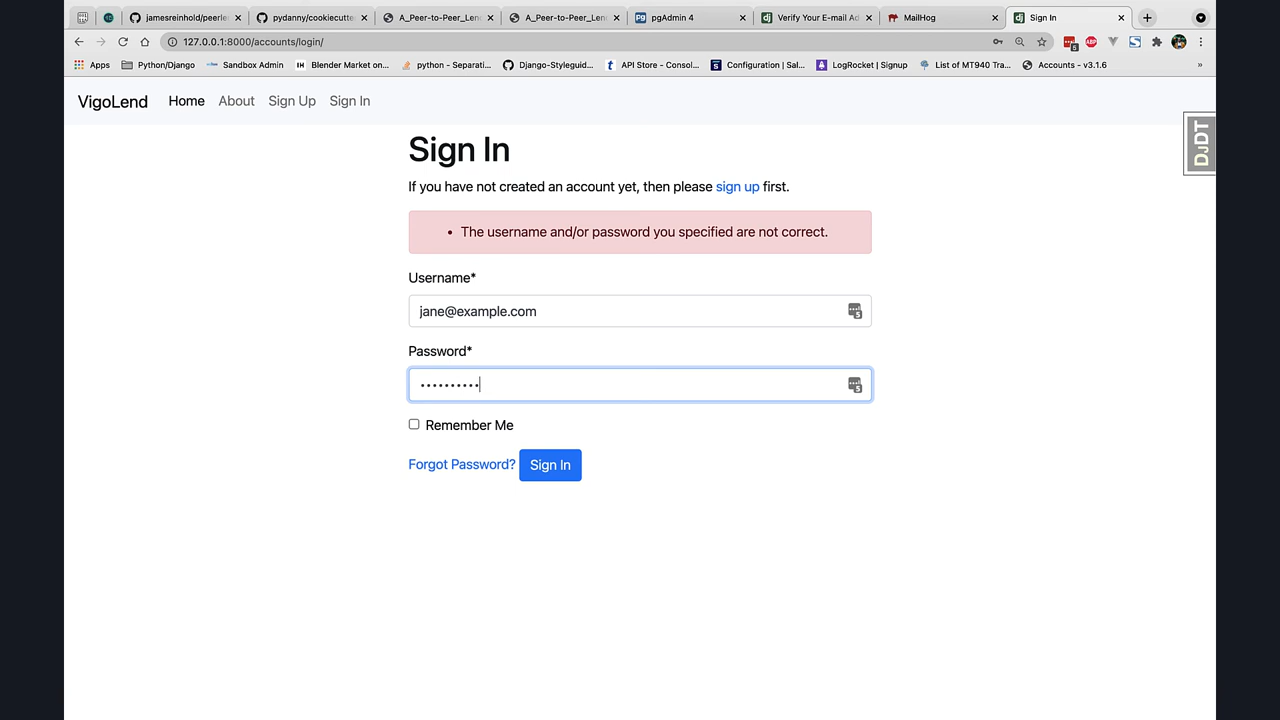 jamesreinhold/peerle
pydanny/cookiecutte
A_Peer-to-Peer_Len
A_Peer-to-Peer_Len
pgAdmin 4
Verify Your E-mail Ad
MailHog
Sign In
127.0.0.1:8000/accounts/login/
Apps
Python/Django
Sandbox Admin
Blender Market on...
python - Separati...
Django-Styleguid...
API Store - Consol...
Configuration | Sal...
LogRocket | Signup
List of MT940 Tra...
Accounts - v3.1.6
»
VigoLend
Home
About
Sign Up
Sign In
DJDT
Sign In
If you have not created an account yet, then please sign up first.
• The username and/or password you specified are not correct.
Username*
jane@example.com
Password*
••••••••••
Remember Me
Forgot Password? Sign In